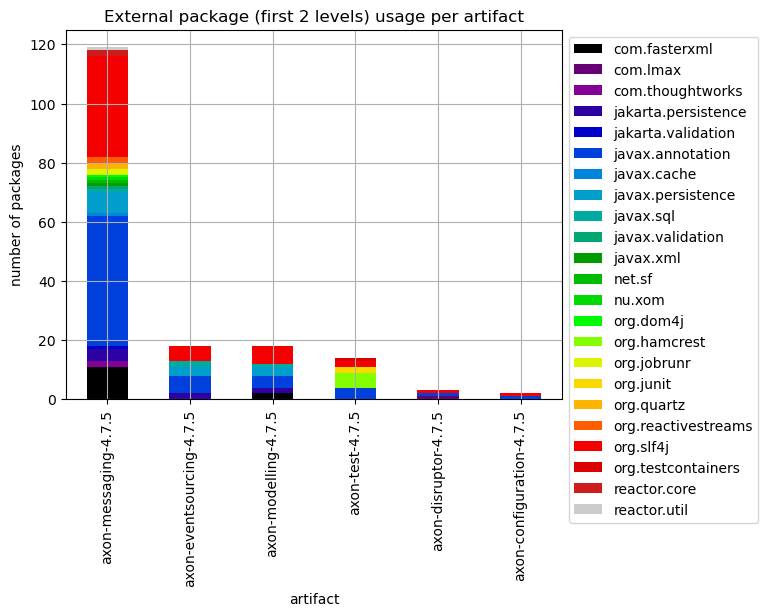 External package (first 2 levels) usage per artifact
number of packages
120
100
80
60
40
20
0
axon-messaging-4.7.5
axon-eventsourcing-4.7.5
axon-modelling-4.7.5
axon-test-4.7.5
axon-disruptor-4.7.5
axon-configuration-4.7.5
artifact
com.fasterxml
com.lmax
com.thoughtworks
jakarta.persistence
jakarta.validation
javax.annotation
javax.cache
javax.persistence
javax.sql
javax.validation
javax.xml
net.sf
nu.xom
org.dom4j
org.hamcrest
org.jobrunr
org.junit
org.quartz
org.reactivestreams
org.slf4j
org.testcontainers
reactor.core
reactor.util